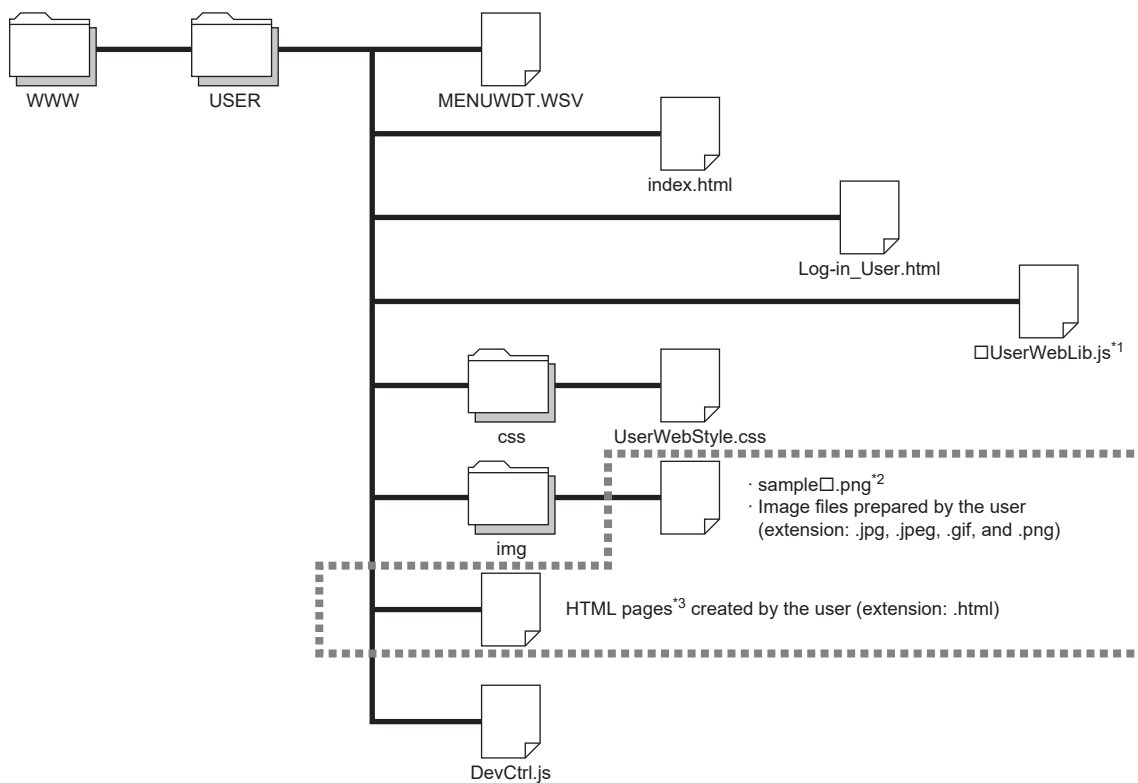 WWW
USER
MENUWDT.WSV
index.html
Log-in_User.html
□UserWebLib.js*1
css
UserWebStyle.css
img
· sample□.png*2
· Image files prepared by the user
(extension: .jpg, .jpeg, .gif, and .png)
HTML pages*3 created by the user (extension: .html)
DevCtrl.js